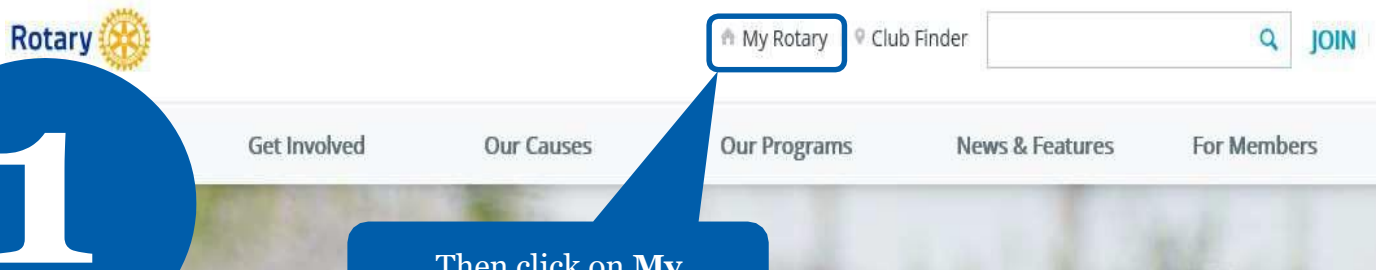 Rotary
My Rotary Club Finder JOIN
1
Get Involved Our Causes Our Programs News & Features For Members
Then click on My